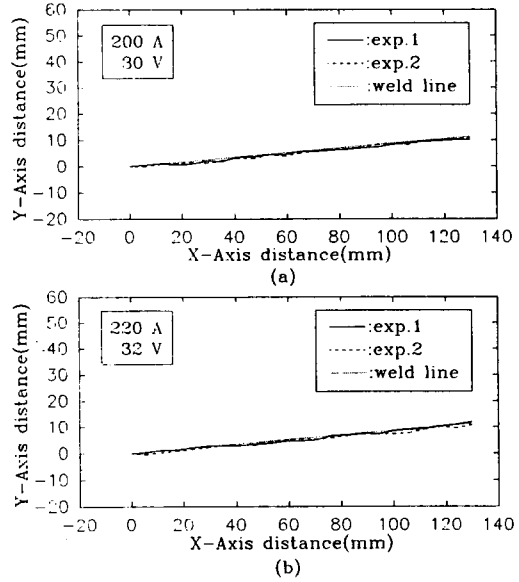 60
50
40
30
20
10
0
-10
-20
Y-Axis distance(mm)
200 A
30 V
:exp.1
:exp.2
:weld line
-20 0 20 40 60 80 100 120 140
X-Axis distance(mm)
(a)
60
50
40
30
20
10
0
-10
-20
Y-Axis distance(mm)
220 A
32 V
:exp.1
:exp.2
:weld line
-20 0 20 40 60 80 100 120 140
X-Axis distance(mm)
(b)